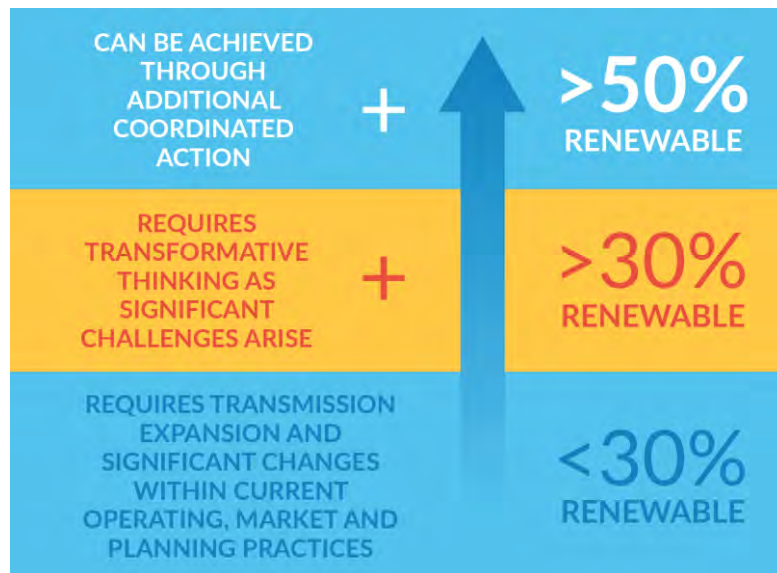 CAN BE ACHIEVED
THROUGH
ADDITIONAL
COORDINATED
ACTION
+
>50%
RENEWABLE
REQUIRES
TRANSFORMATIVE
THINKING AS
SIGNIFICANT
CHALLENGES ARISE
+
>30%
RENEWABLE
REQUIRES TRANSMISSION
EXPANSION AND
SIGNIFICANT CHANGES
WITHIN CURRENT
OPERATING, MARKET AND
PLANNING PRACTICES
<30%
RENEWABLE